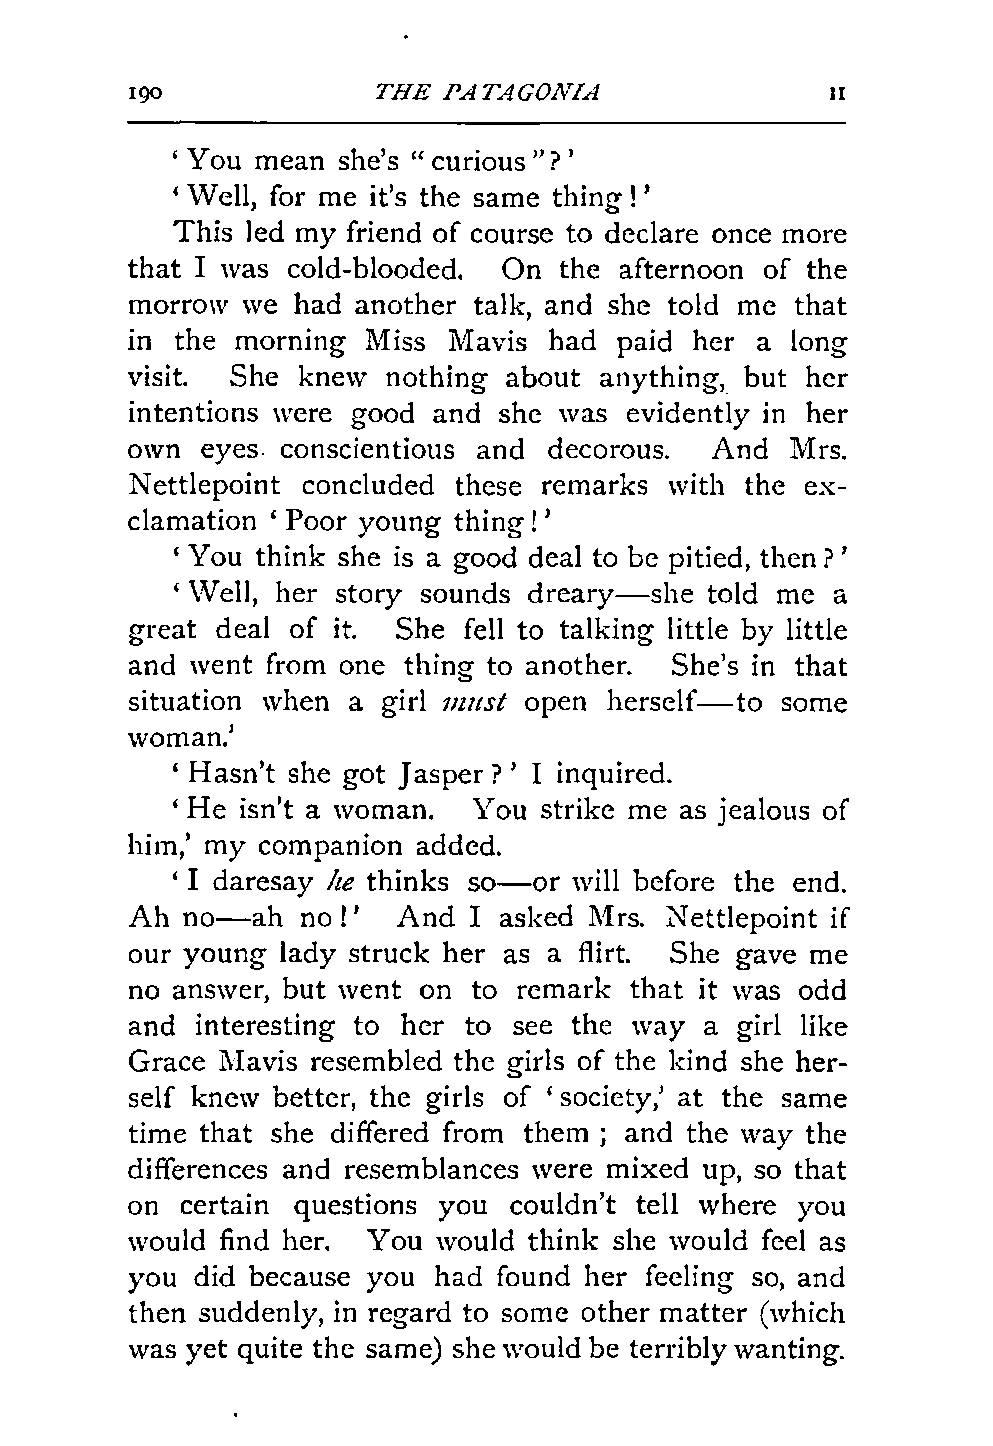 190 THE PATAGONIA II
‘ You mean she’s “ curious ” ? ’
‘ Well, for me it’s the same thing ! ’
This led my friend of course to declare once more
that I was cold-blooded. On the afternoon of the
morrow we had another talk, and she told me that
in the morning Miss Mavis had paid her a long
visit. She knew nothing about anything, but her
intentions were good and she was evidently in her
own eyes conscientious and decorous. And Mrs.
Nettlepoint concluded these remarks with the ex-
clamation ‘ Poor young thing ! ’
‘ You think she is a good deal to be pitied, then ? ’
‘ Well, her story sounds dreary—she told me a
great deal of it. She fell to talking little by little
and went from one thing to another. She’s in that
situation when a girl must open herself—to some
woman.’
‘ Hasn’t she got Jasper ? ’ I inquired.
‘ He isn’t a woman. You strike me as jealous of
him,’ my companion added.
‘ I daresay he thinks so—or will before the end.
Ah no—ah no ! ’ And I asked Mrs. Nettlepoint if
our young lady struck her as a flirt. She gave me
no answer, but went on to remark that it was odd
and interesting to her to see the way a girl like
Grace Mavis resembled the girls of the kind she her-
self knew better, the girls of ‘ society,’ at the same
time that she differed from them ; and the way the
differences and resemblances were mixed up, so that
on certain questions you couldn’t tell where you
would find her. You would think she would feel as
you did because you had found her feeling so, and
then suddenly, in regard to some other matter (which
was yet quite the same) she would be terribly wanting.